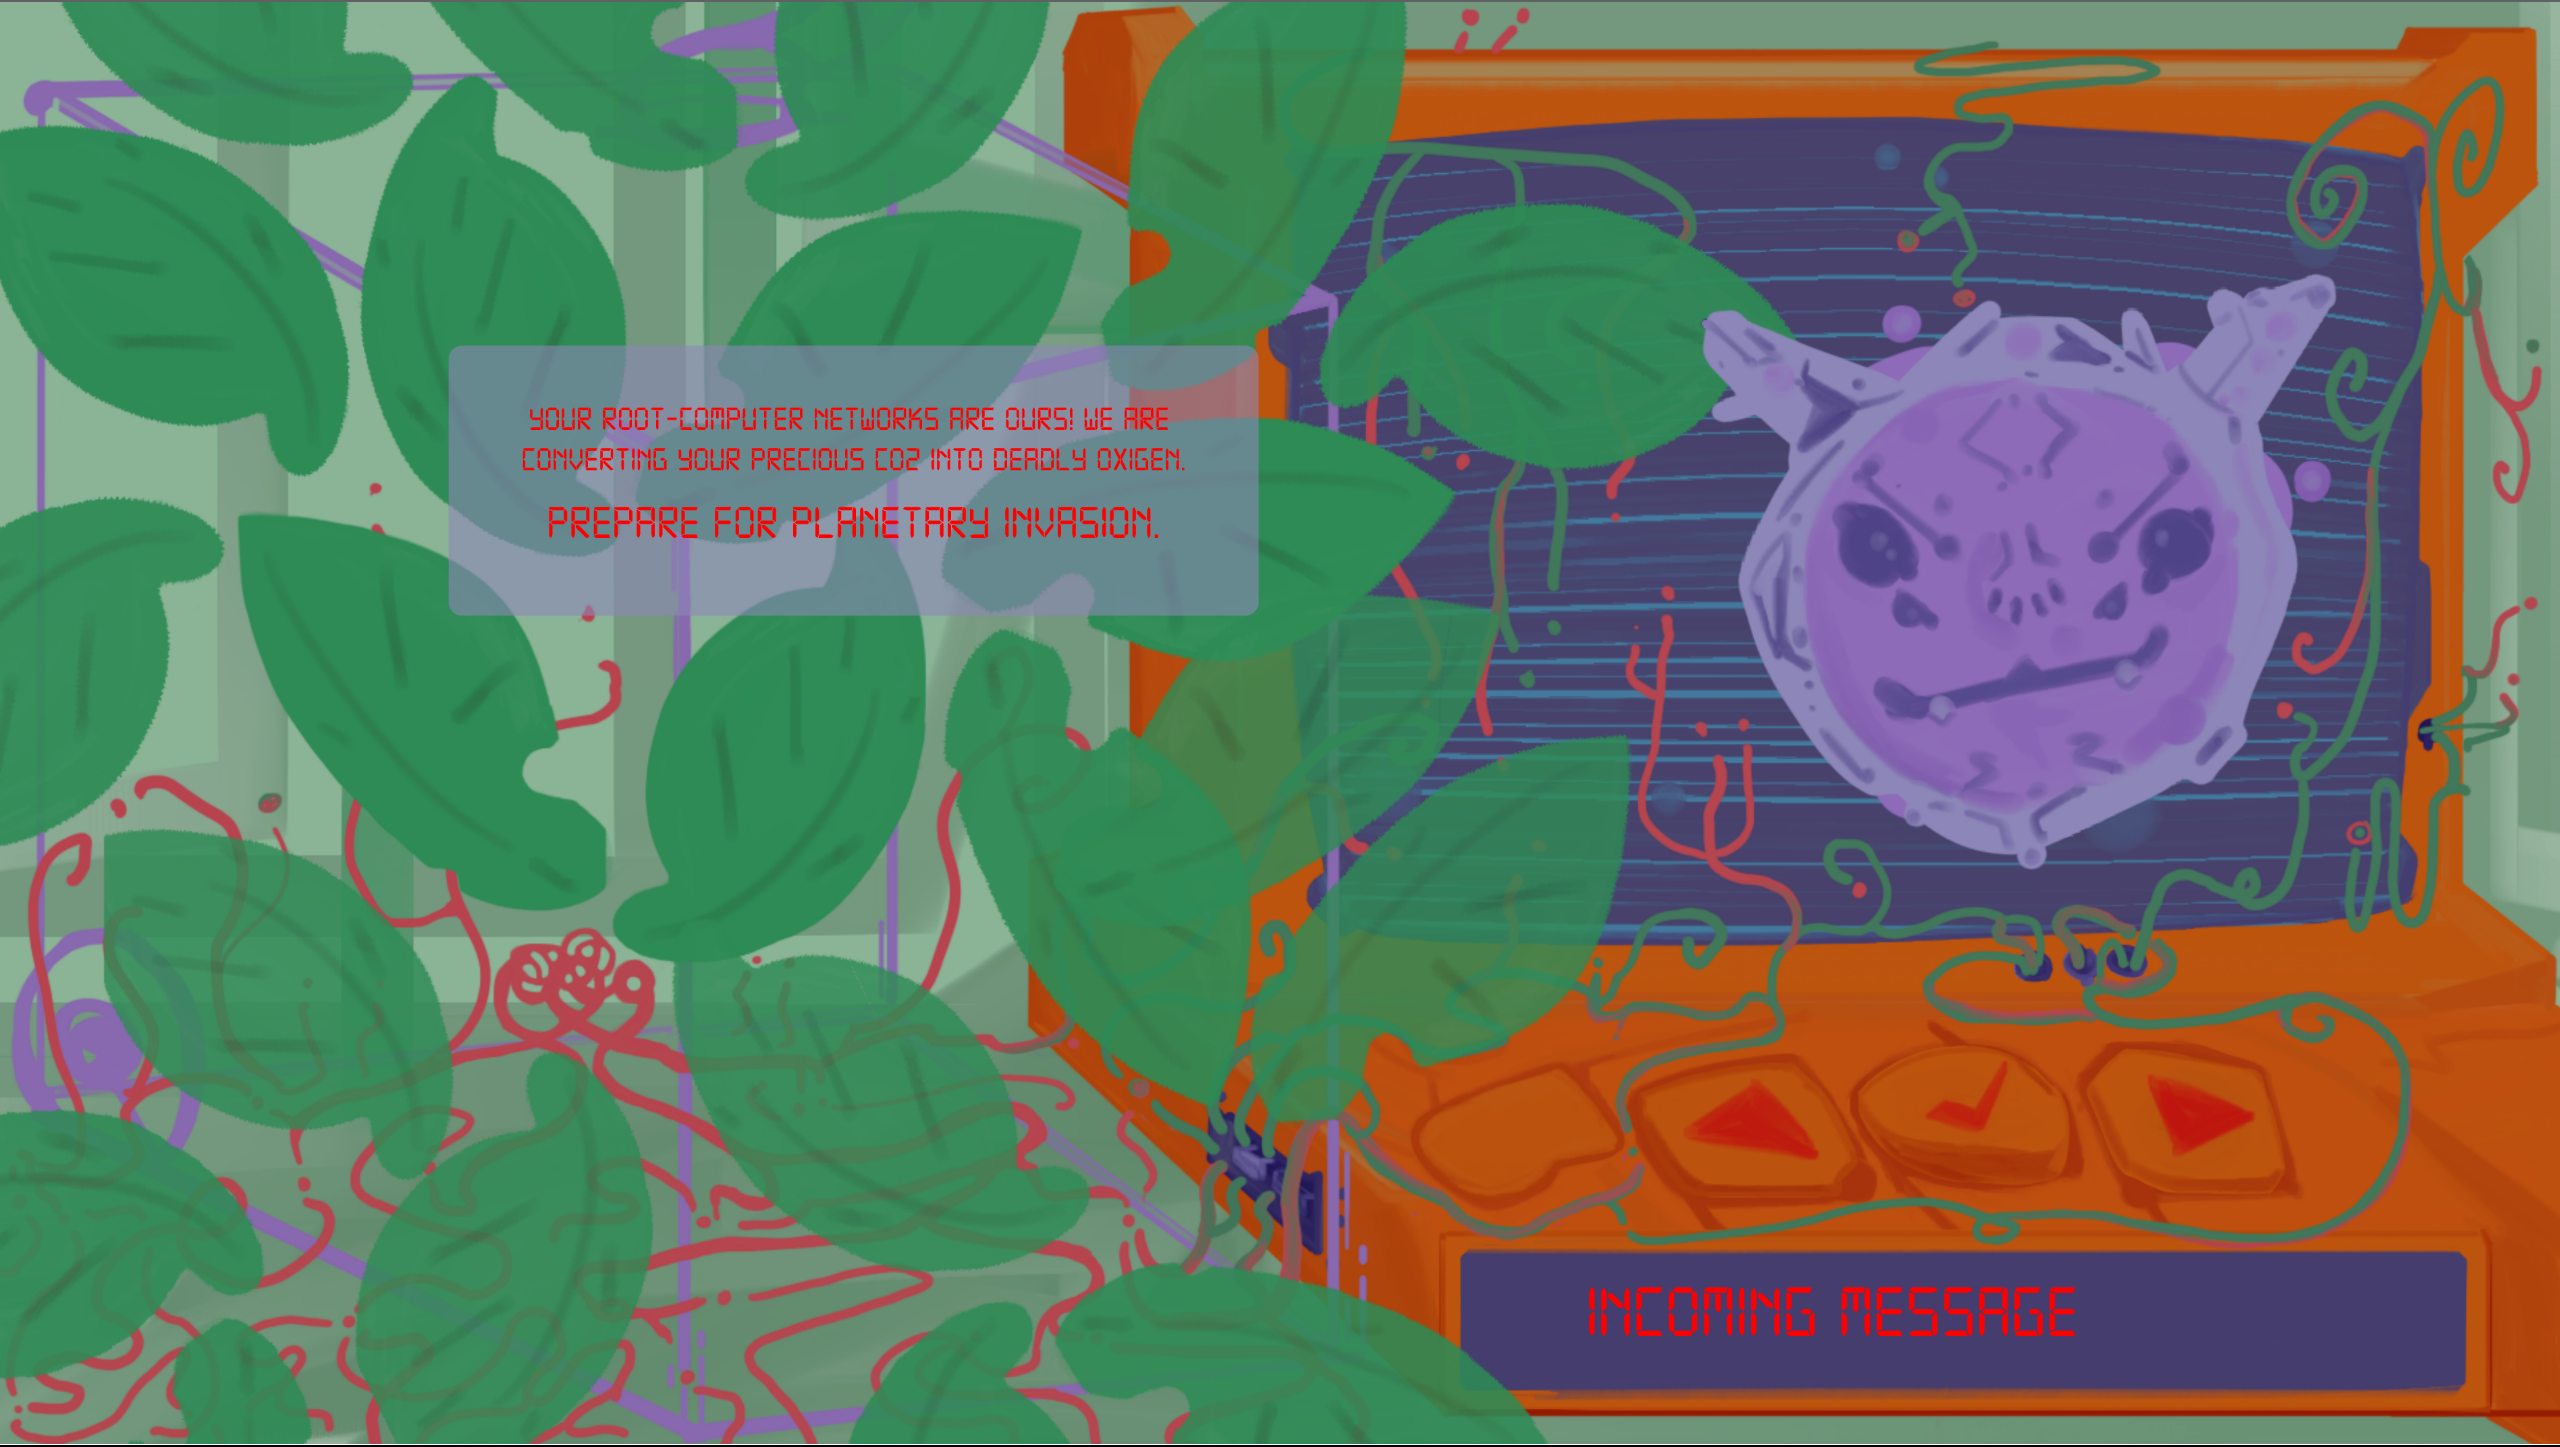 YOUR ROOT-COMPUTER NETWORKS ARE OURS! WE ARE
CONVERTING YOUR PRECIOUS CO2 INTO DEADLY OXIGEN.
PREPARE FOR PLANETARY INVASION.
INCOMING MESSAGE